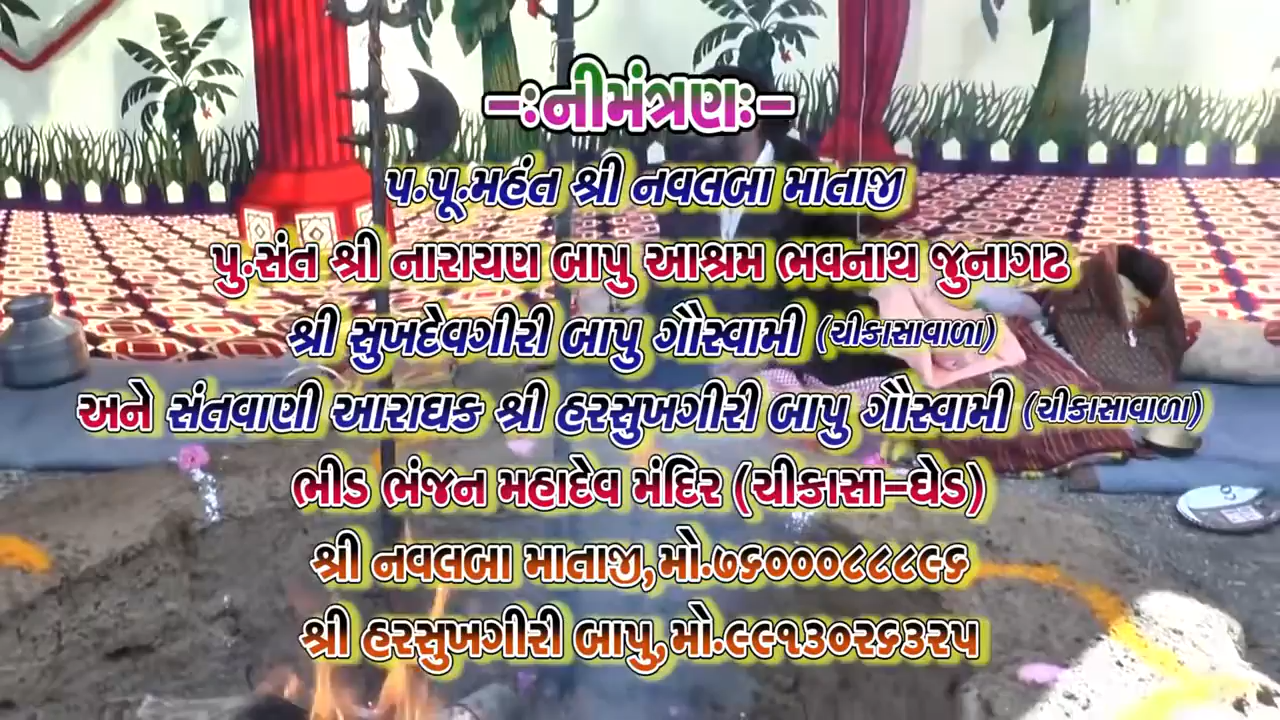 -:નીમંત્રણ:-
પ.પૂ.મહંત શ્રી નવલબા માતાજી
પુ.સંત શ્રી નારાયણ બાપુ આશ્રમ ભવનાથ જુનાગઢ
શ્રી સુખદેવગીરી બાપુ ગૌસ્વામી (ચીકાસાવાળા)
અને સંતવાણી આરાઘક શ્રી હરસુખગીરી બાપુ ગૌસ્વામી (ચીકાસાવાળા)
ભીડ ભંજન મહાદેવ મંદિર (ચીકાસા-ઘેડ)
શ્રી નવલબા માતાજી,મો.૭૬૦૦૦૮૮૮૯૬
શ્રી હરસુખગીરી બાપુ,મો.૯૯૧૩૦૨૬૩૨૫